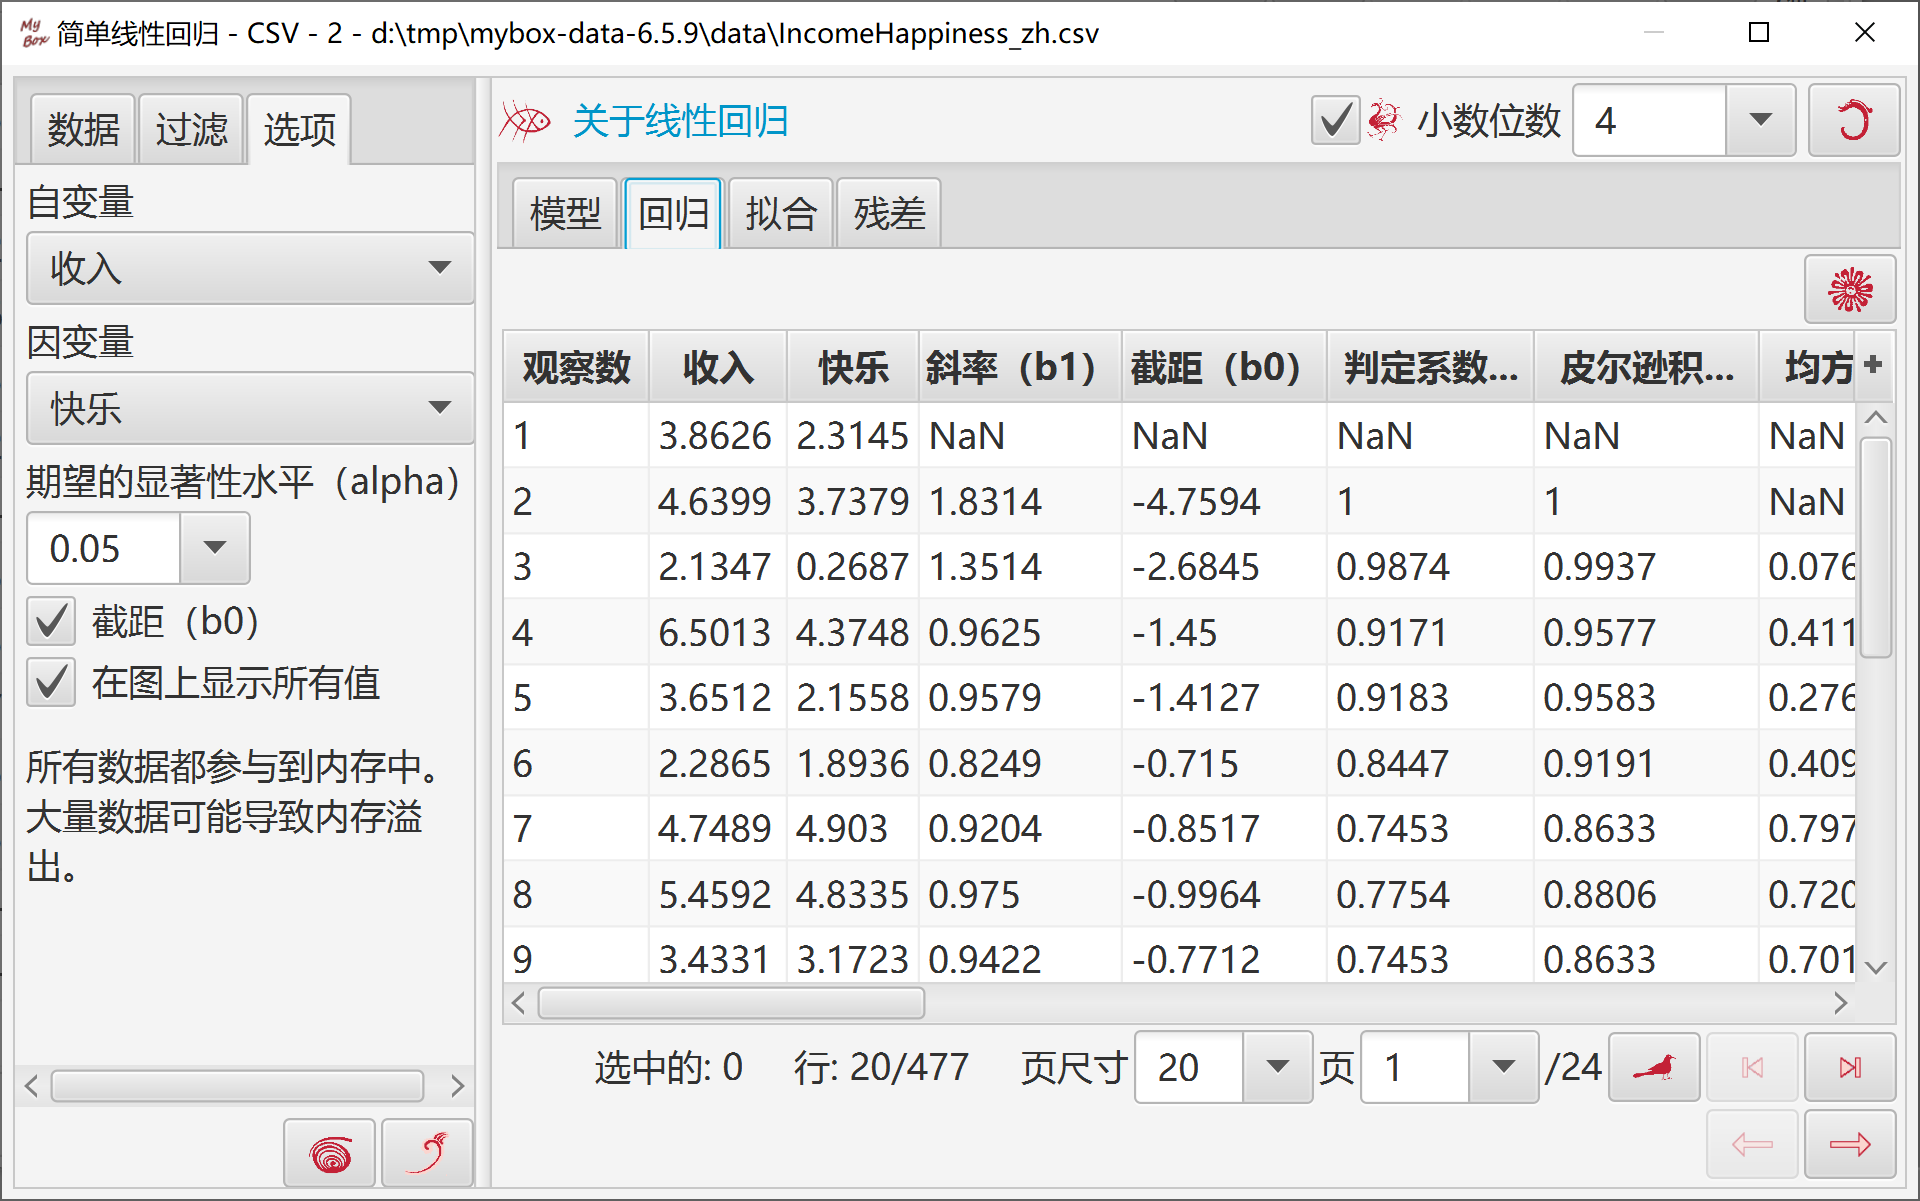 My Box 简单线性回归 - CSV - 2 - d:\tmp\mybox-data-6.5.9\data\IncomeHappiness_zh.csv
数据 过滤 选项
自变量
收入
因变量
快乐
期望的显著性水平（alpha）
0.05
截距（b0）
在图上显示所有值
所有数据都参与到内存中。
大量数据可能导致内存溢
出。
关于线性回归 小数位数 4
模型 回归 拟合 残差
观察数 收入 快乐 斜率（b1） 截距（b0） 判定系数... 皮尔逊积... 均方 +
1 3.8626 2.3145 NaN NaN NaN NaN NaN
2 4.6399 3.7379 1.8314 -4.7594 1 1 NaN
3 2.1347 0.2687 1.3514 -2.6845 0.9874 0.9937 0.076
4 6.5013 4.3748 0.9625 -1.45 0.9171 0.9577 0.411
5 3.6512 2.1558 0.9579 -1.4127 0.9183 0.9583 0.276
6 2.2865 1.8936 0.8249 -0.715 0.8447 0.9191 0.409
7 4.7489 4.903 0.9204 -0.8517 0.7453 0.8633 0.797
8 5.4592 4.8335 0.975 -0.9964 0.7754 0.8806 0.720
9 3.4331 3.1723 0.9422 -0.7712 0.7453 0.8633 0.701
选中的: 0 行: 20/477 页尺寸 20 页 1 /24